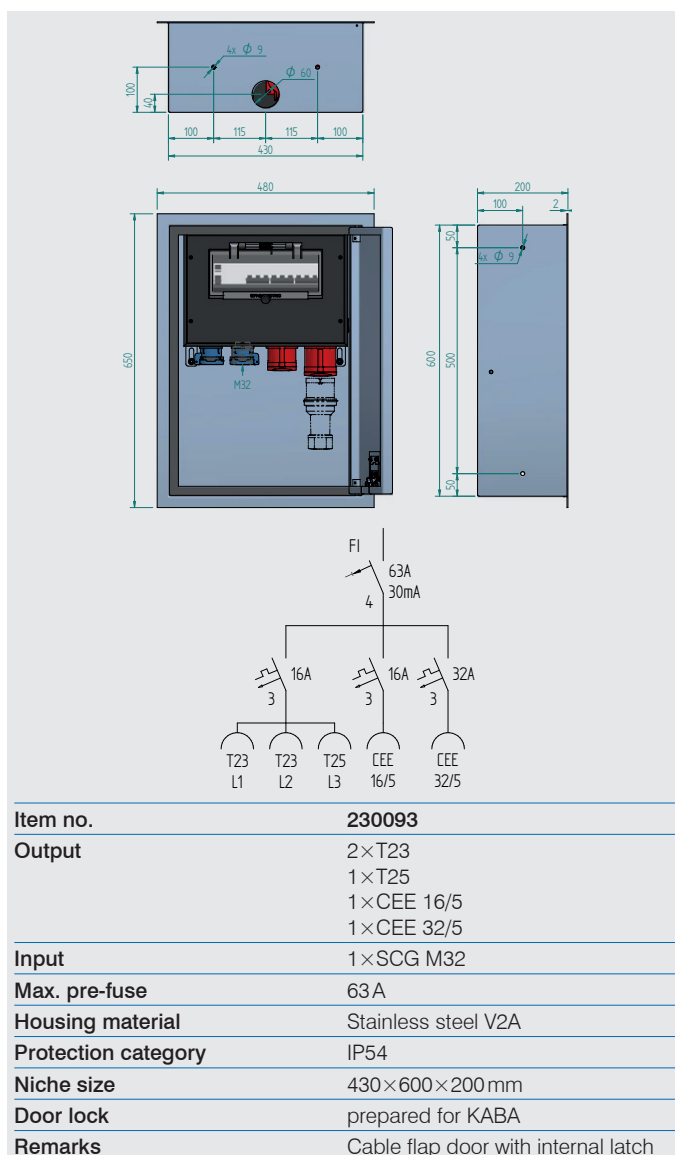 4x Ø 9
Ø 60
100
40
100 115 115 100
430
480
200
100 2
50
4x Ø 9
650
600
500
M32
50
FI
63A
30mA
4
16A 16A 32A
3 3 3
T23 T23 T25 CEE CEE
L1 L2 L3 16/5 32/5
Item no. 230093
Output 2×T23
1×T25
1×CEE 16/5
1×CEE 32/5
Input 1×SCG M32
Max. pre-fuse 63A
Housing material Stainless steel V2A
Protection category IP54
Niche size 430×600×200mm
Door lock prepared for KABA
Remarks Cable flap door with internal latch